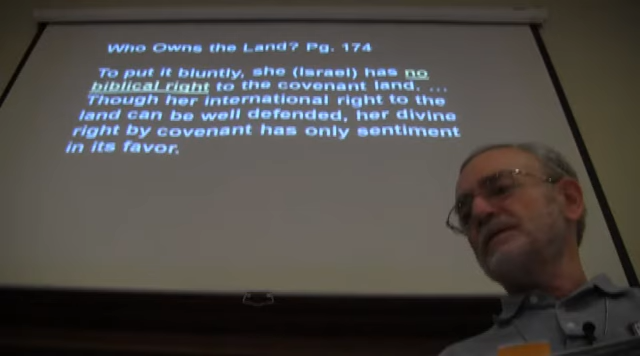 Who Owns the Land? Pg. 174
To put it bluntly, she (Israel) has no
biblical right to the covenant land. ...
Though her international right to the
land can be well defended, her divine
right by covenant has only sentiment
in its favor.